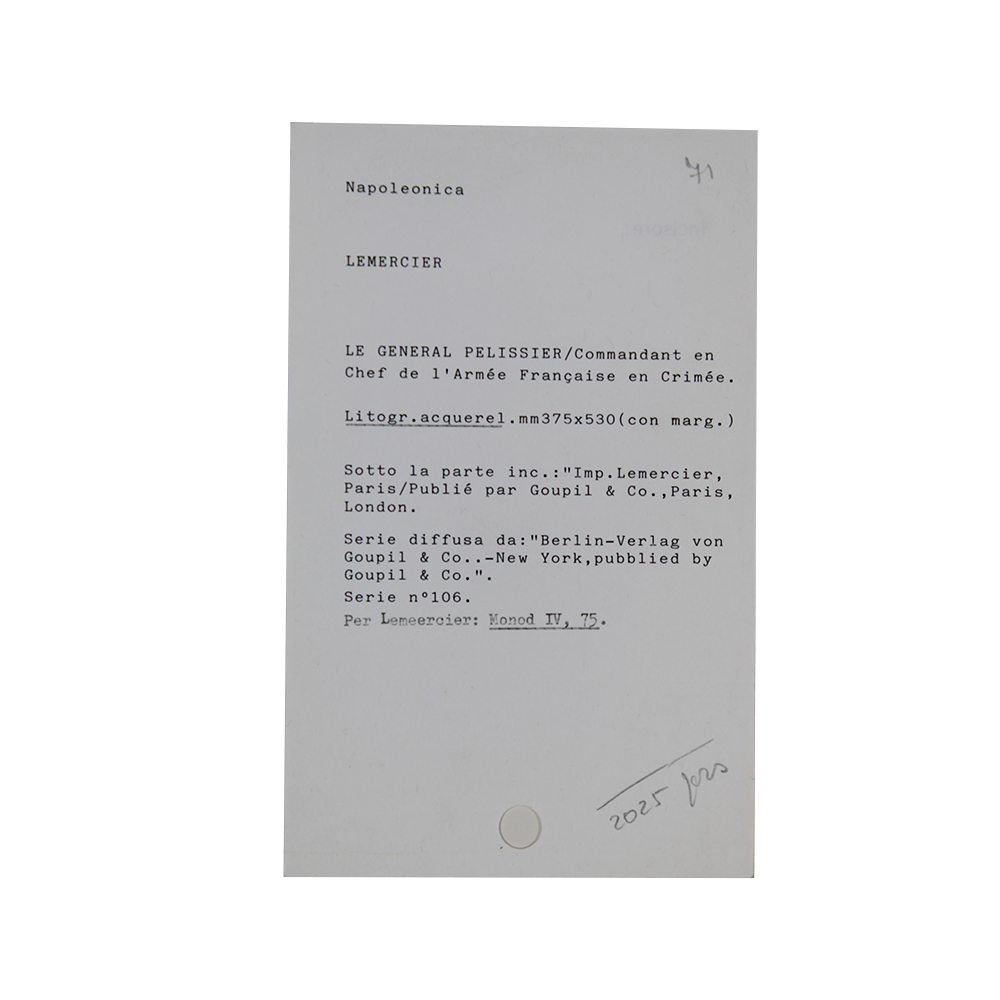 71
Napoleonica
LEMERCIER
LE GENERAL PELISSIER/Commandant en
Chef de l'Armée Française en Crimée.
Litogr.acquerel.mm375x530(con marg.)
Sotto la parte inc.:"Imp.Lemercier,
Paris/Publié par Goupil & Co.,Paris,
London.
Serie diffusa da:"Berlin-Verlag von
Goupil & Co..-New York,pubblied by
Goupil & Co.".
Serie n°106.
Per Lemeercier: Monod IV, 75.
2025